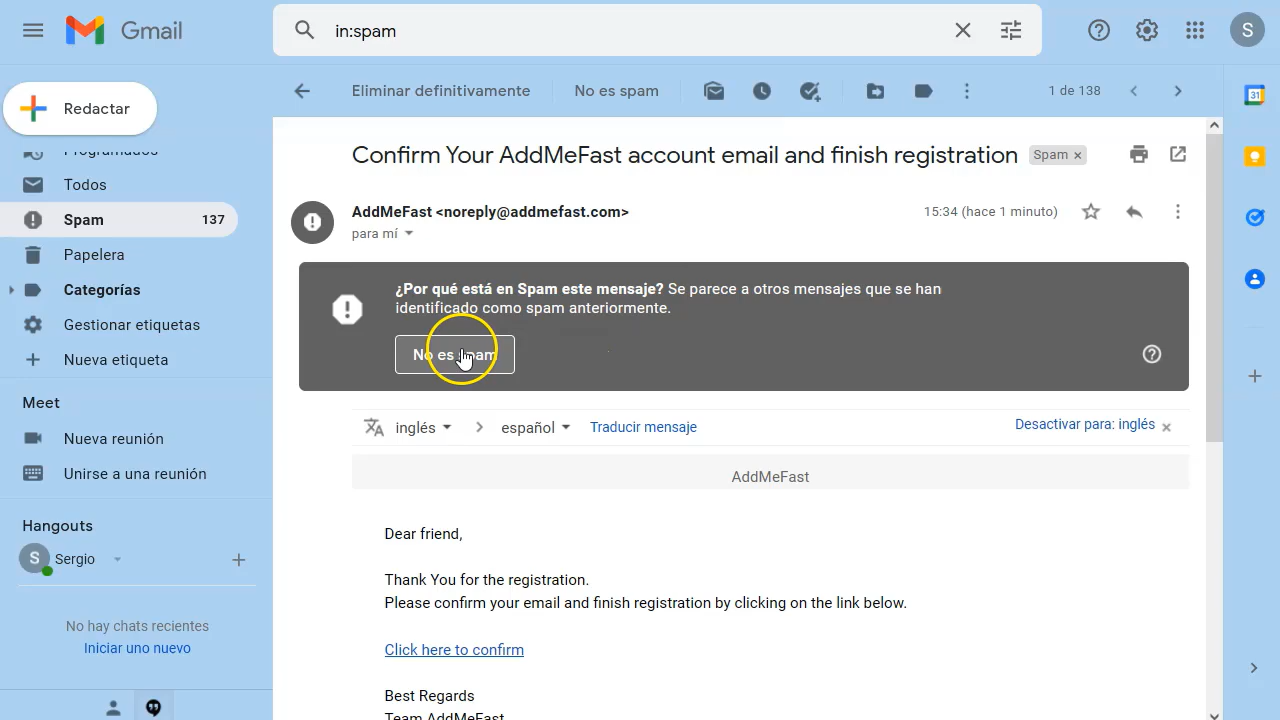 Gmail
in:spam
S
Redactar
Eliminar definitivamente
No es spam
1 de 138
31
Programados
Todos
Spam 137
Papelera
Categorías
Gestionar etiquetas
Nueva etiqueta
Meet
Nueva reunión
Unirse a una reunión
Hangouts
S Sergio
No hay chats recientes
Iniciar uno nuevo
Confirm Your AddMeFast account email and finish registration
Spam ×
AddMeFast <noreply@addmefast.com>
15:34 (hace 1 minuto)
para mí
¿Por qué está en Spam este mensaje? Se parece a otros mensajes que se han
identificado como spam anteriormente.
No es spam
inglés > español Traducir mensaje
Desactivar para: inglés ×
AddMeFast
Dear friend,
Thank You for the registration.
Please confirm your email and finish registration by clicking on the link below.
Click here to confirm
Best Regards
Team AddMeFast